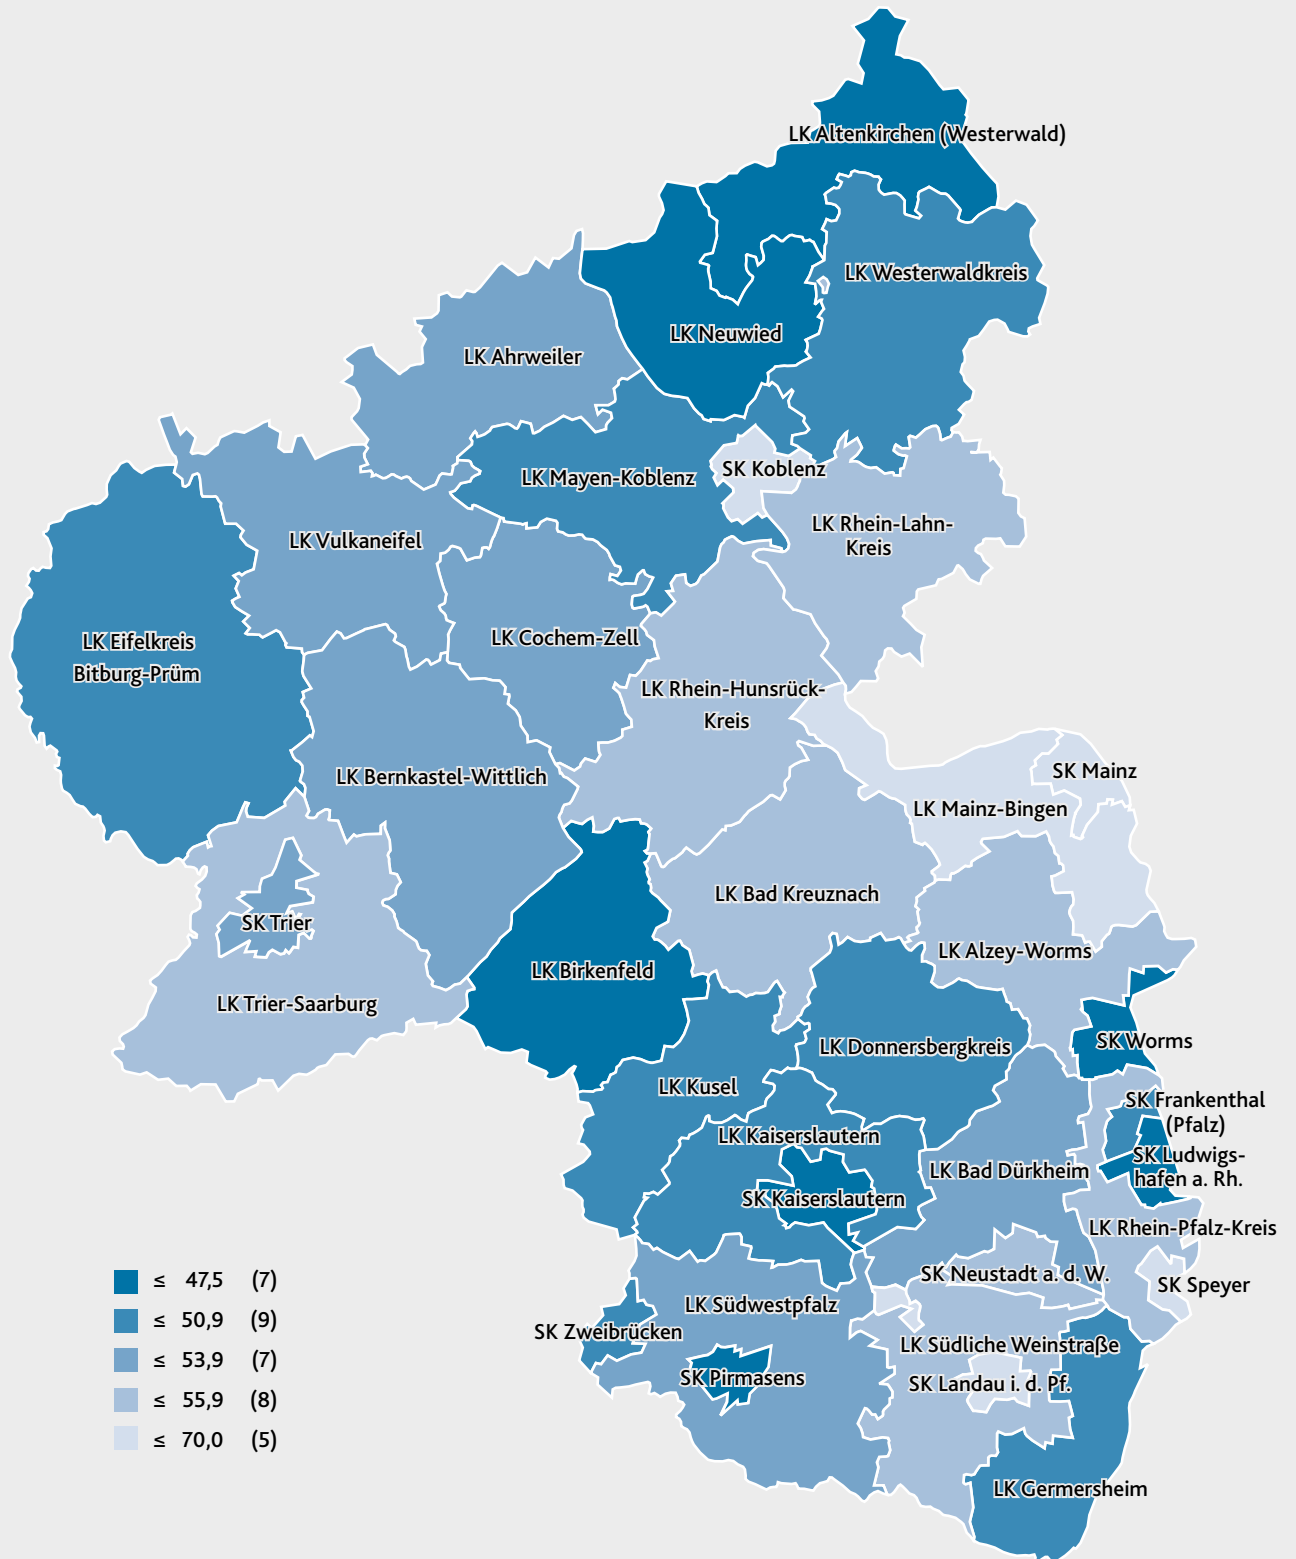 LK Altenkirchen (Westerwald)
LK Westerwaldkreis
LK Neuwied
LK Ahrweiler
SK Koblenz
LK Mayen-Koblenz
LK Rhein-Lahn-
Kreis
LK Vulkaneifel
LK Cochem-Zell
LK Eifelkreis
Bitburg-Prüm
LK Rhein-Hunsrück-
Kreis
SK Mainz
LK Bernkastel-Wittlich
LK Mainz-Bingen
LK Bad Kreuznach
SK Trier
LK Alzey-Worms
LK Birkenfeld
LK Trier-Saarburg
SK Worms
LK Donnersbergkreis
LK Kusel
SK Frankenthal
(Pfalz)
LK Kaiserslautern
SK Ludwigs-
hafen a. Rh.
LK Bad Dürkheim
SK Kaiserslautern
LK Rhein-Pfalz-Kreis
SK Neustadt a. d. W.
SK Speyer
LK Südwestpfalz
SK Zweibrücken
LK Südliche Weinstraße
SK Pirmasens
SK Landau i. d. Pf.
LK Germersheim
≤ 47,5 (7)
≤ 50,9 (9)
≤ 53,9 (7)
≤ 55,9 (8)
≤ 70,0 (5)